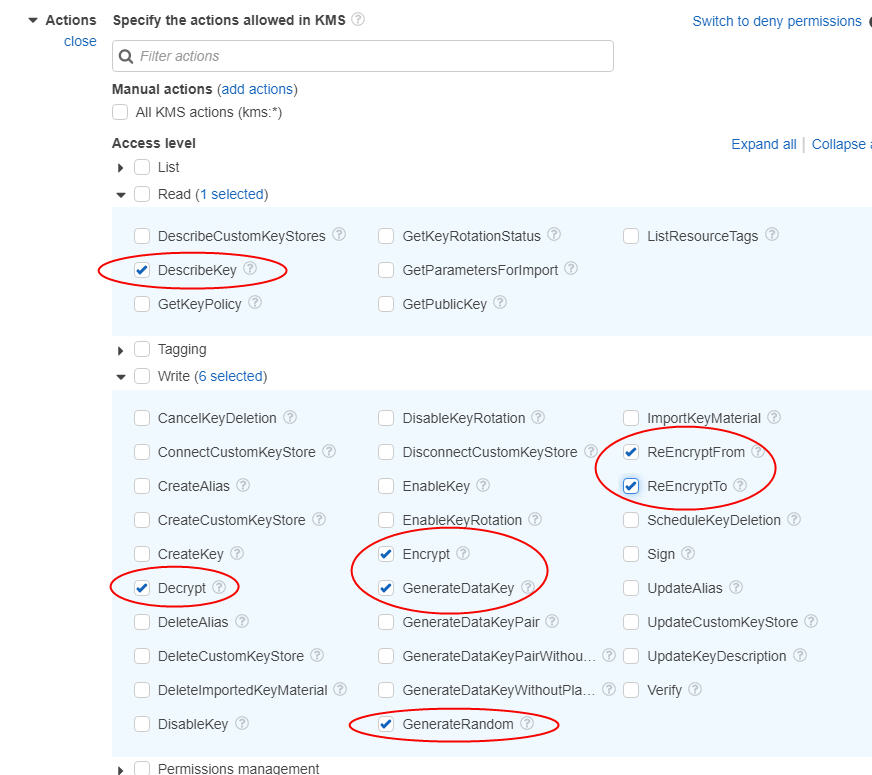 Actions Specify the actions allowed in KMS ? Switch to deny permissions
close
Filter actions
Manual actions (add actions)
All KMS actions (kms:*)
Access level Expand all | Collapse a
List
Read (1 selected)
DescribeCustomKeyStores ? GetKeyRotationStatus ? ListResourceTags ?
DescribeKey ? GetParametersForImport ?
GetKeyPolicy ? GetPublicKey ?
Tagging
Write (6 selected)
CancelKeyDeletion ? DisableKeyRotation ? ImportKeyMaterial ?
ConnectCustomKeyStore ? DisconnectCustomKeyStore ? ReEncryptFrom ?
CreateAlias ? EnableKey ? ReEncryptTo ?
CreateCustomKeyStore ? EnableKeyRotation ? ScheduleKeyDeletion ?
CreateKey ? Encrypt ? Sign ?
Decrypt ? GenerateDataKey ? UpdateAlias ?
DeleteAlias ? GenerateDataKeyPair ? UpdateCustomKeyStore ?
DeleteCustomKeyStore ? GenerateDataKeyPairWithou... ? UpdateKeyDescription ?
DeleteImportedKeyMaterial ? GenerateDataKeyWithoutPla... ? Verify ?
DisableKey ? GenerateRandom ?
Permissions management